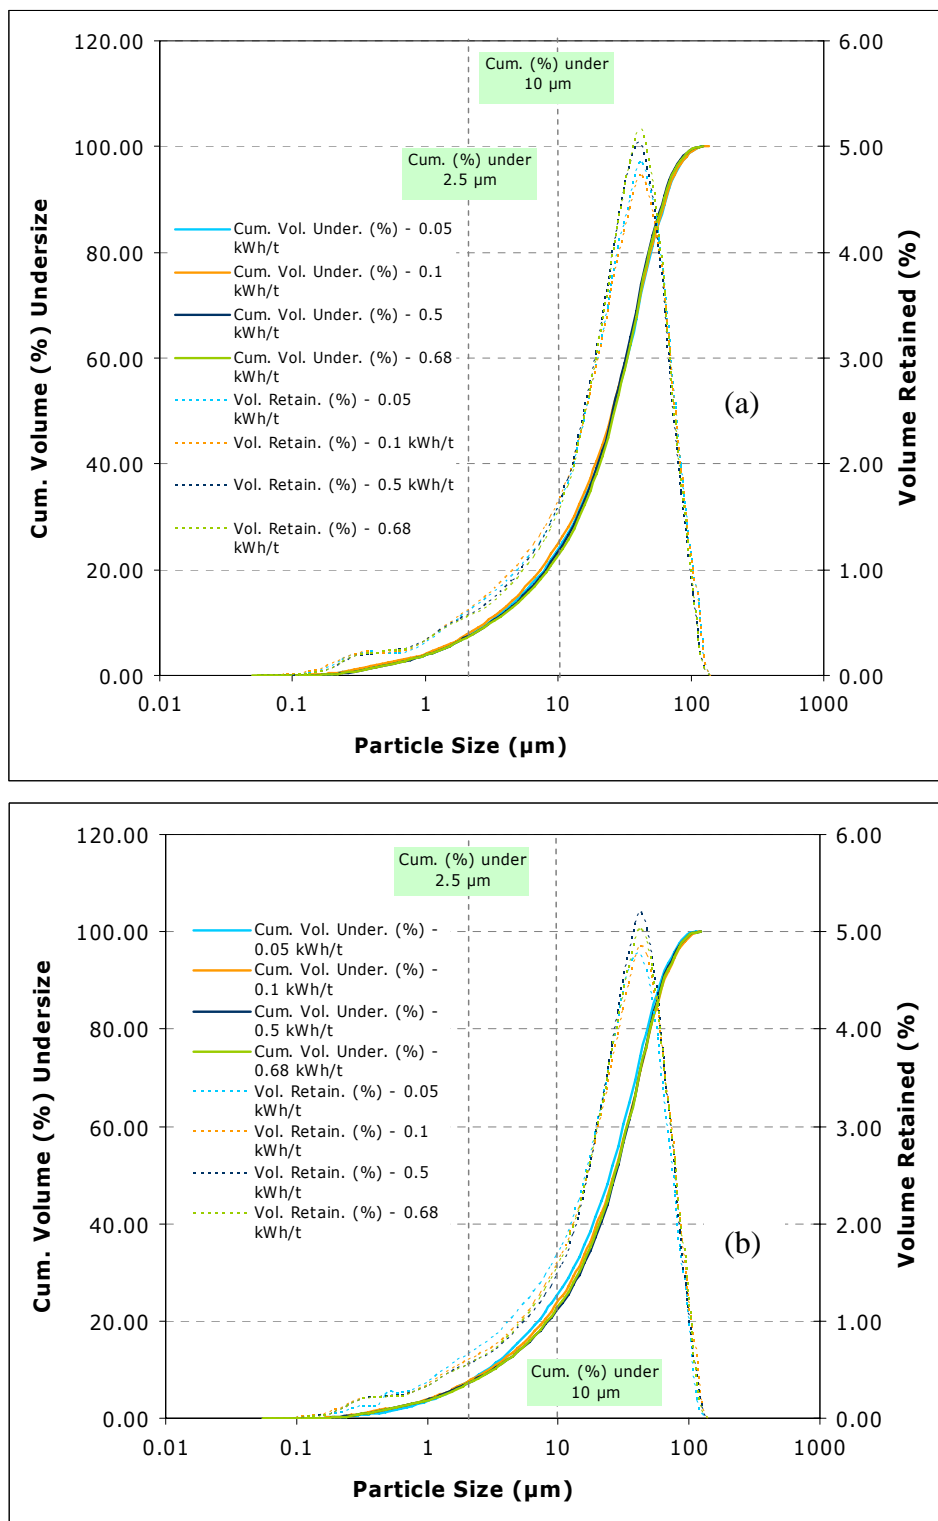 120.00
100.00
80.00
60.00
40.00
20.00
0.00
Cum. Volume (%) Undersize
6.00
5.00
4.00
3.00
2.00
1.00
0.00
Volume Retained (%)
Cum. (%) under
10 µm
Cum. (%) under
2.5 µm
Cum. Vol. Under. (%) - 0.05
kWh/t
Cum. Vol. Under. (%) - 0.1
kWh/t
Cum. Vol. Under. (%) - 0.5
kWh/t
Cum. Vol. Under. (%) - 0.68
kWh/t
Vol. Retain. (%) - 0.05
kWh/t
Vol. Retain. (%) - 0.1 kWh/t
Vol. Retain. (%) - 0.5 kWh/t
Vol. Retain. (%) - 0.68
kWh/t
(a)
0.01 0.1 1 10 100 1000
Particle Size (µm)
120.00
100.00
80.00
60.00
40.00
20.00
0.00
Cum. Volume (%) Undersize
6.00
5.00
4.00
3.00
2.00
1.00
0.00
Volume Retained (%)
Cum. (%) under
2.5 µm
Cum. Vol. Under. (%) -
0.05 kWh/t
Cum. Vol. Under. (%) -
0.1 kWh/t
Cum. Vol. Under. (%) -
0.5 kWh/t
Cum. Vol. Under. (%) -
0.68 kWh/t
Vol. Retain. (%) - 0.05
kWh/t
Vol. Retain. (%) - 0.1
kWh/t
Vol. Retain. (%) - 0.5
kWh/t
Vol. Retain. (%) - 0.68
kWh/t
(b)
Cum. (%) under
10 µm
0.01 0.1 1 10 100 1000
Particle Size (µm)